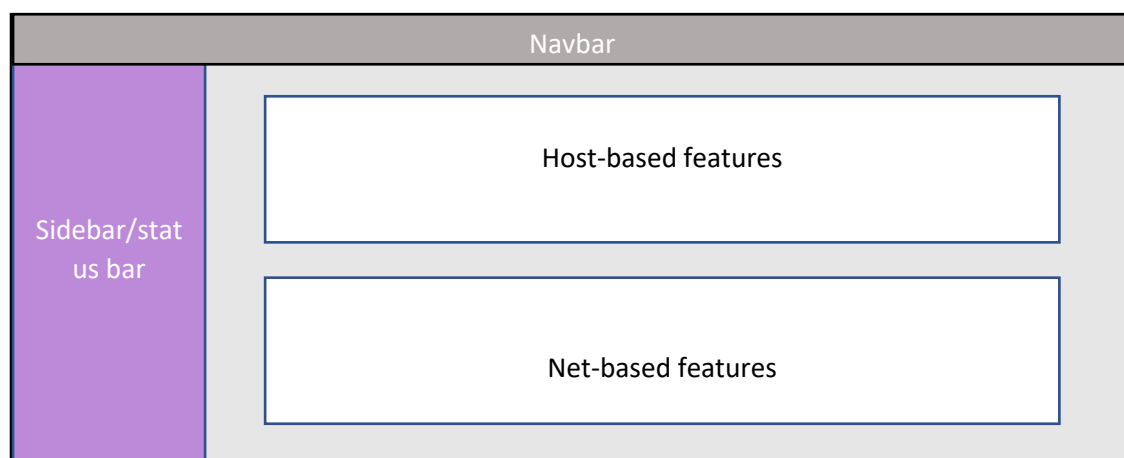 Navbar
Host-based features
Sidebar/stat
us bar
Net-based features